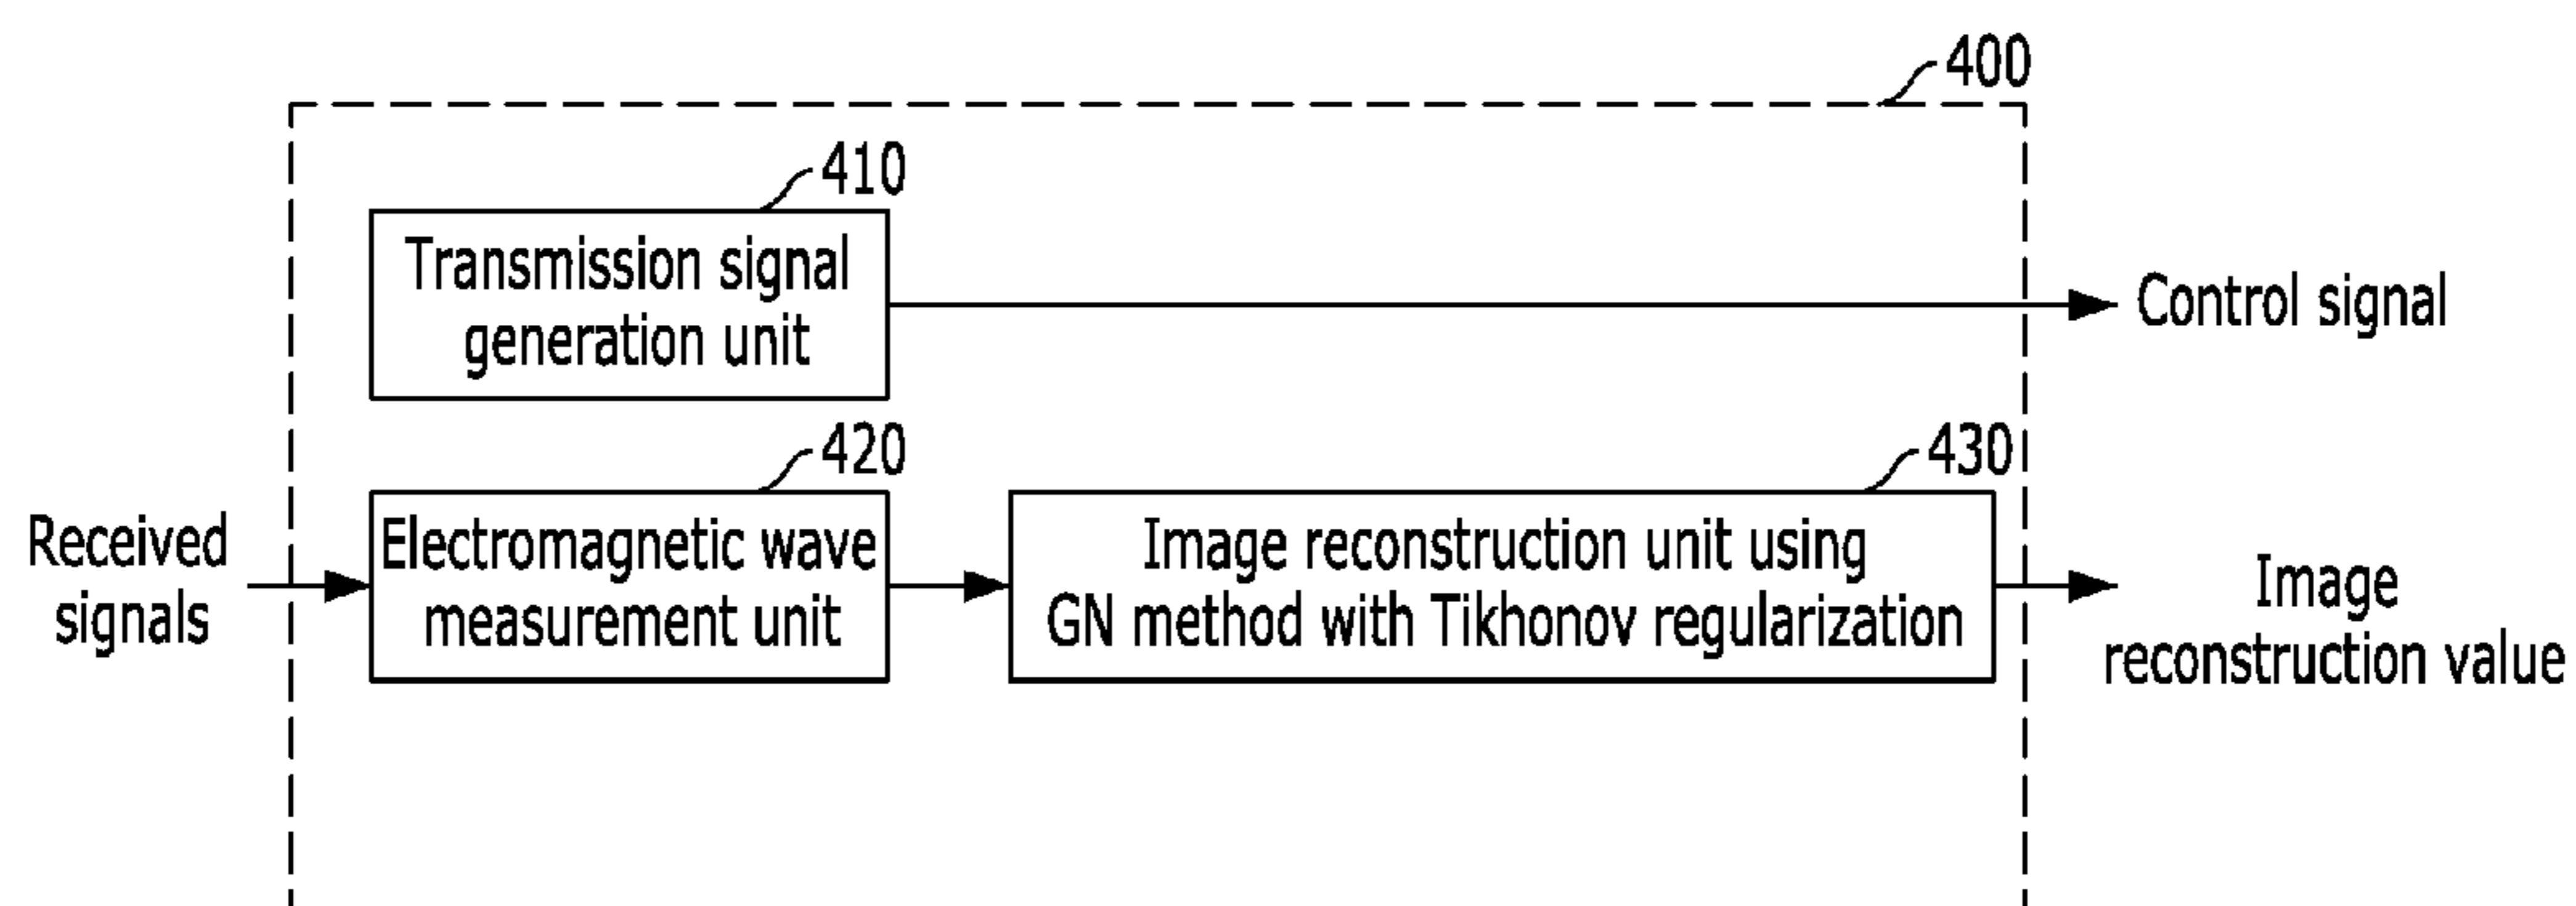 400
410
Transmission signal
generation unit
Control signal
420
430
Received
signals
Electromagnetic wave
measurement unit
Image reconstruction unit using
GN method with Tikhonov regularization
Image
reconstruction value